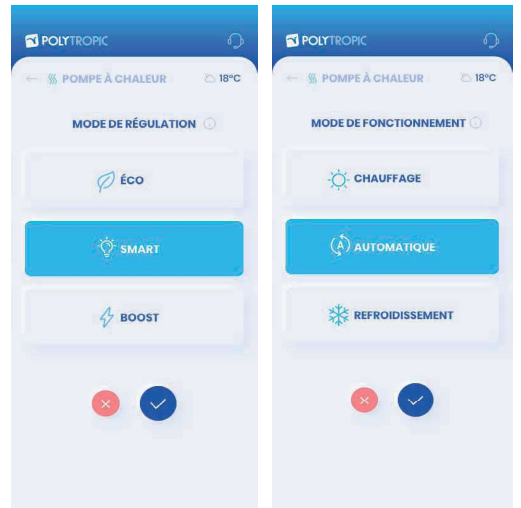 POLYTROPIC
← POMPE À CHALEUR 18°C
MODE DE RÉGULATION
ÉCO
SMART
BOOST
POLYTROPIC
← POMPE À CHALEUR 18°C
MODE DE FONCTIONNEMENT
CHAUFFAGE
A AUTOMATIQUE
REFROIDISSEMENT